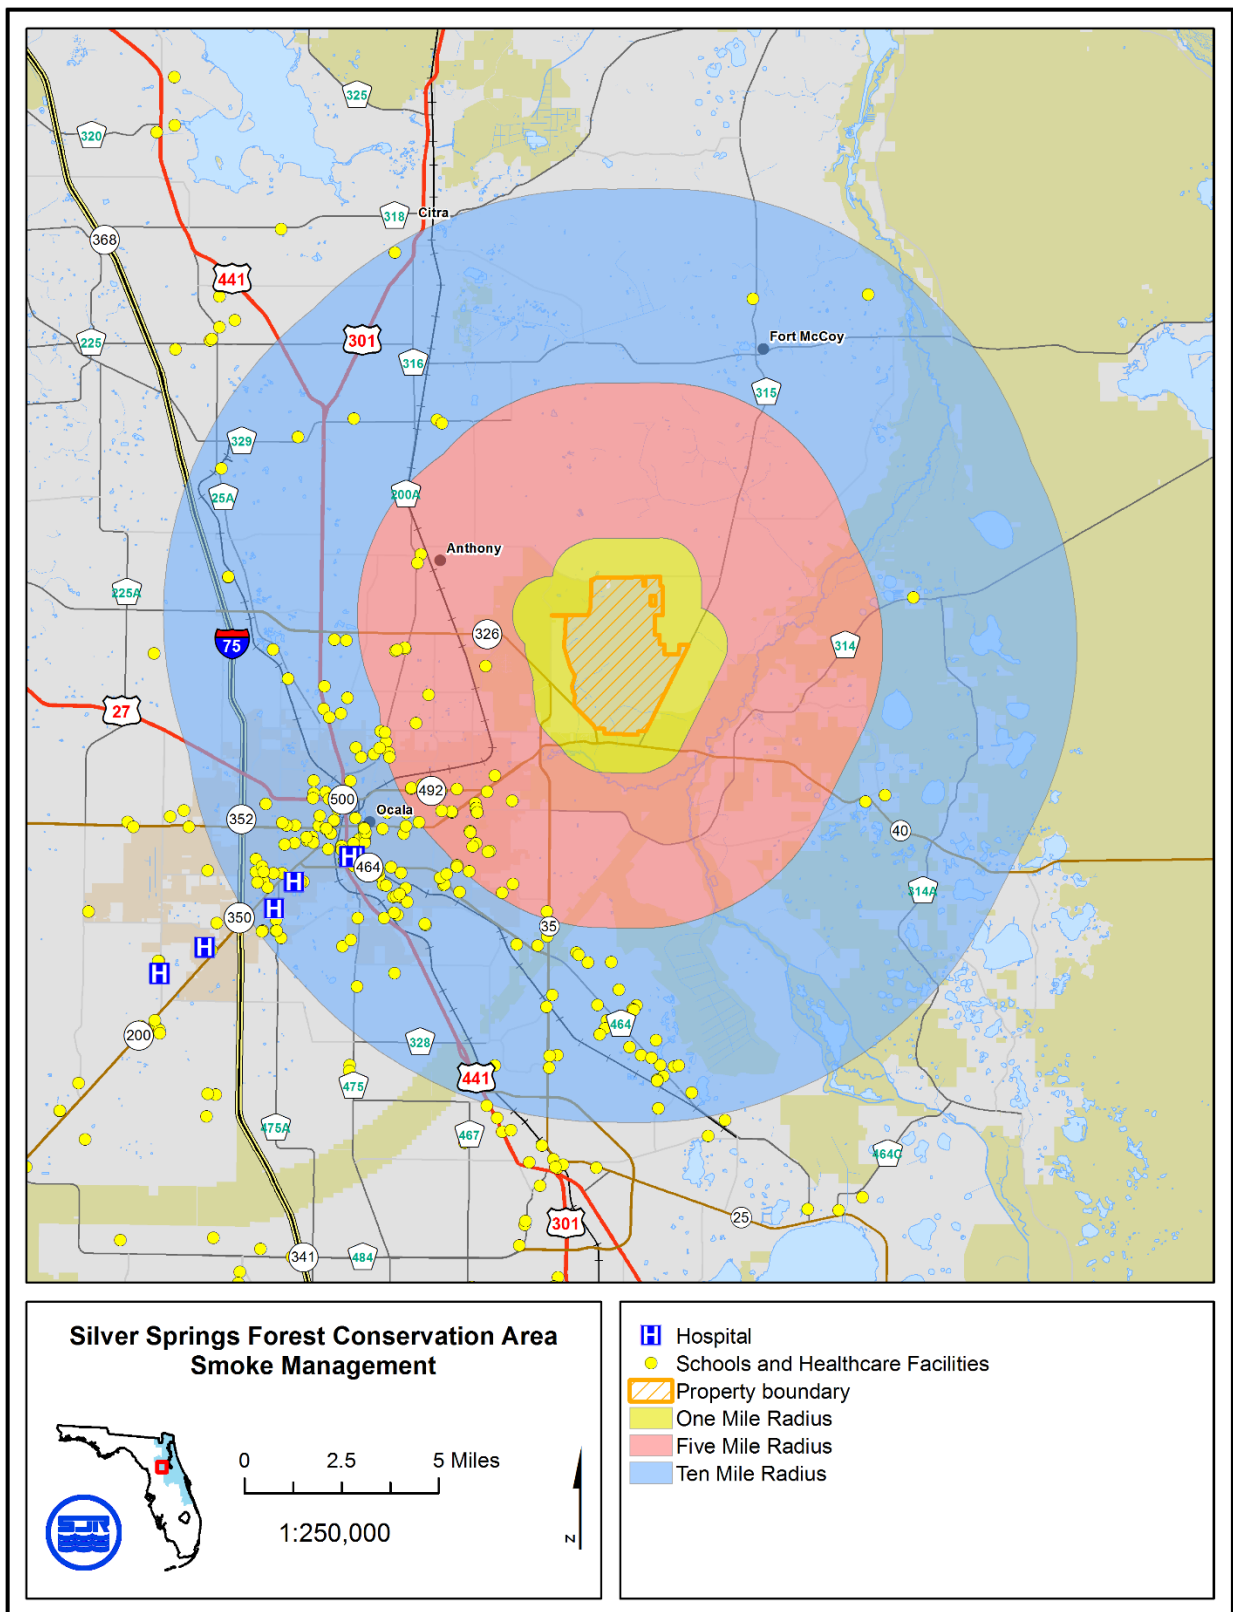 325
320
318
Citra
368
441
301
225
316
Fort McCoy
315
329
25A
200A
Anthony
225A
326
75
314
27
492
500
Ocala
352
40
464
H
H
314A
H
350
35
H
H
464
200
328
441
475
475A
467
464C
25
301
341
484
Silver Springs Forest Conservation Area
Smoke Management
0 2.5 5 Miles
1:250,000
N
SJR
H Hospital
Schools and Healthcare Facilities
Property boundary
One Mile Radius
Five Mile Radius
Ten Mile Radius